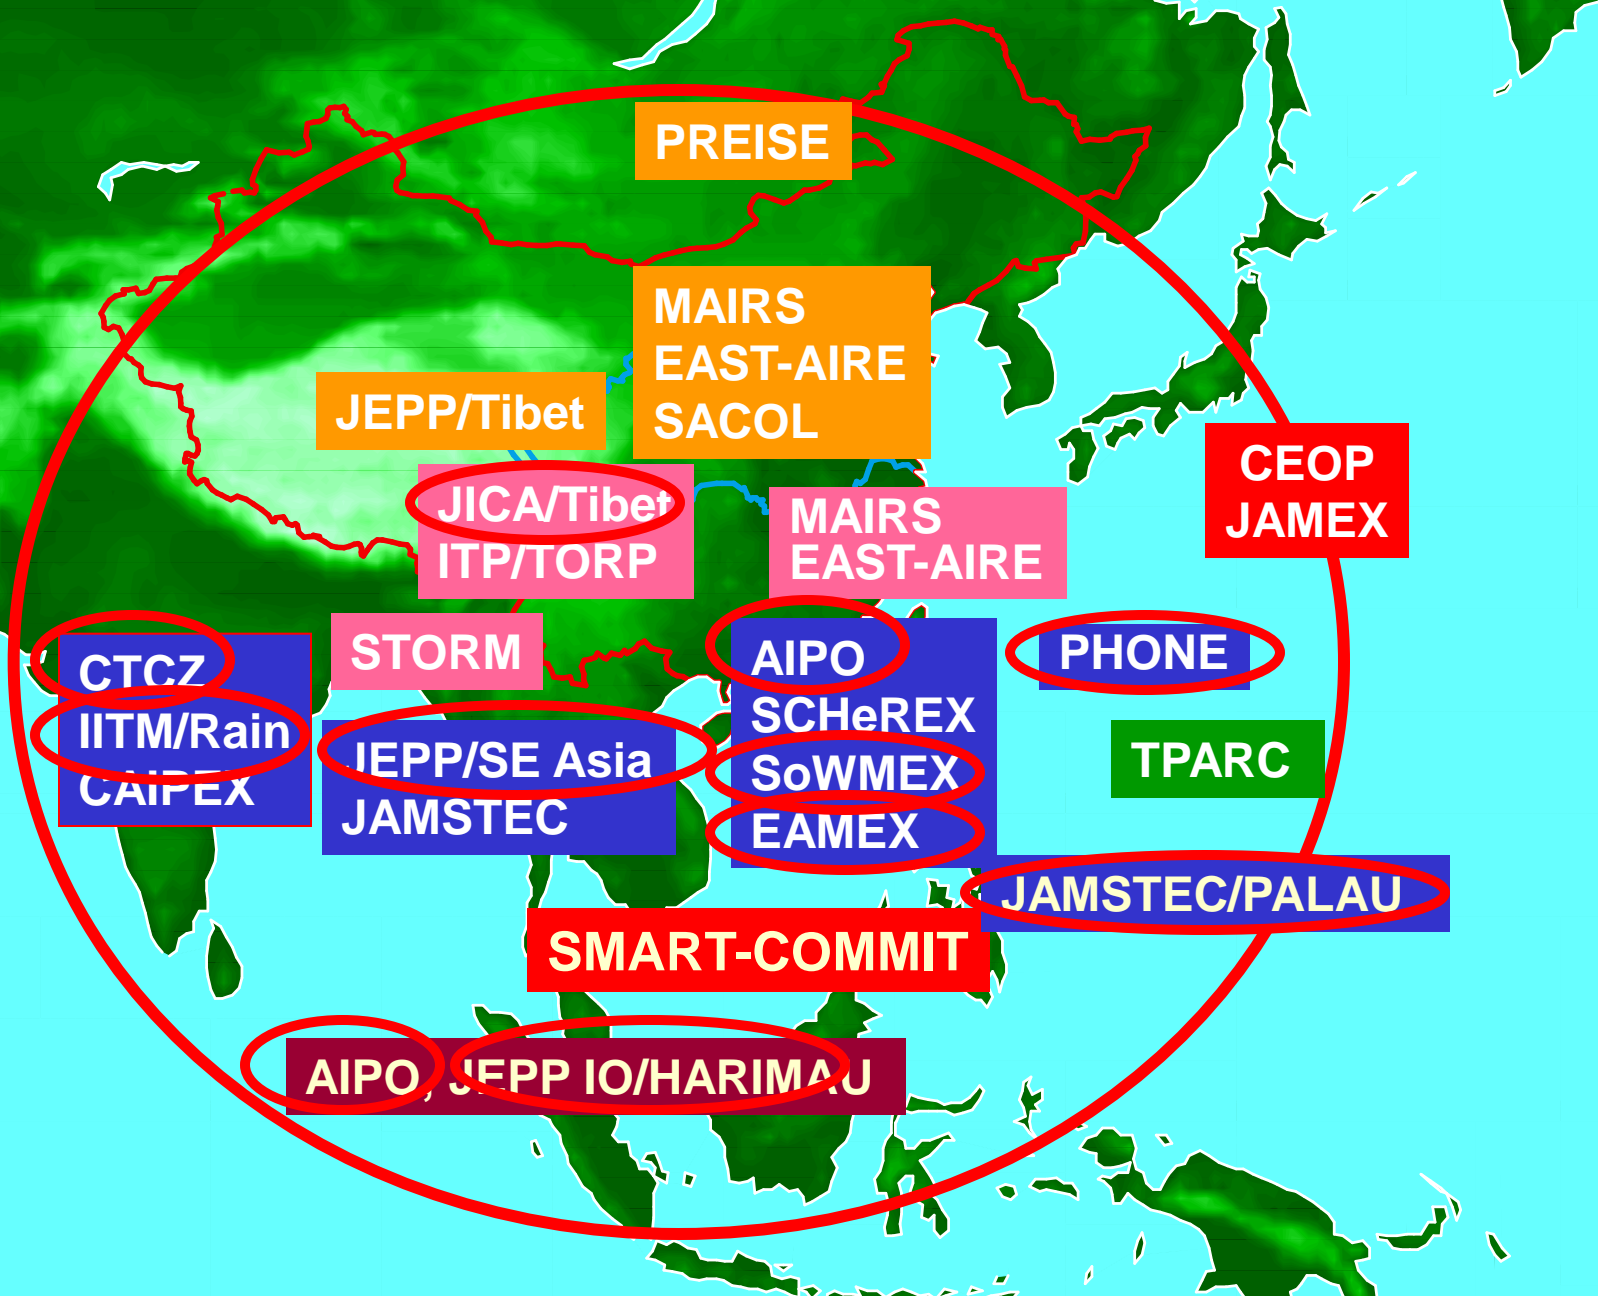 PREISE
MAIRS
EAST-AIRE
SACOL
JEPP/Tibet
CEOP
JAMEX
JICA/Tibet
ITP/TORP
MAIRS
EAST-AIRE
STORM
CTCZ
IITM/Rain
CAIPEX
JEPP/SE Asia
JAMSTEC
AIPO
SCHeREX
SoWMEX
EAMEX
PHONE
TPARC
JAMSTEC/PALAU
SMART-COMMIT
AIPO, JEPP IO/HARIMAU